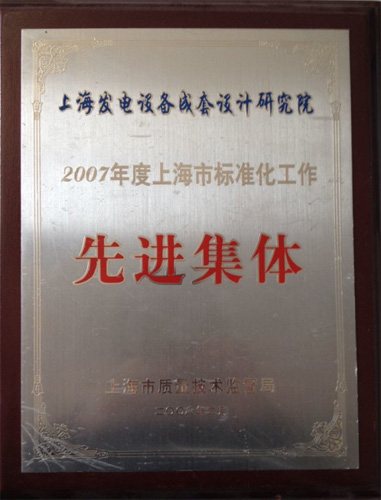 上海发电设备成套设计研究院
2007年度上海市标准化工作
先进集体
上海市质量技术监督局